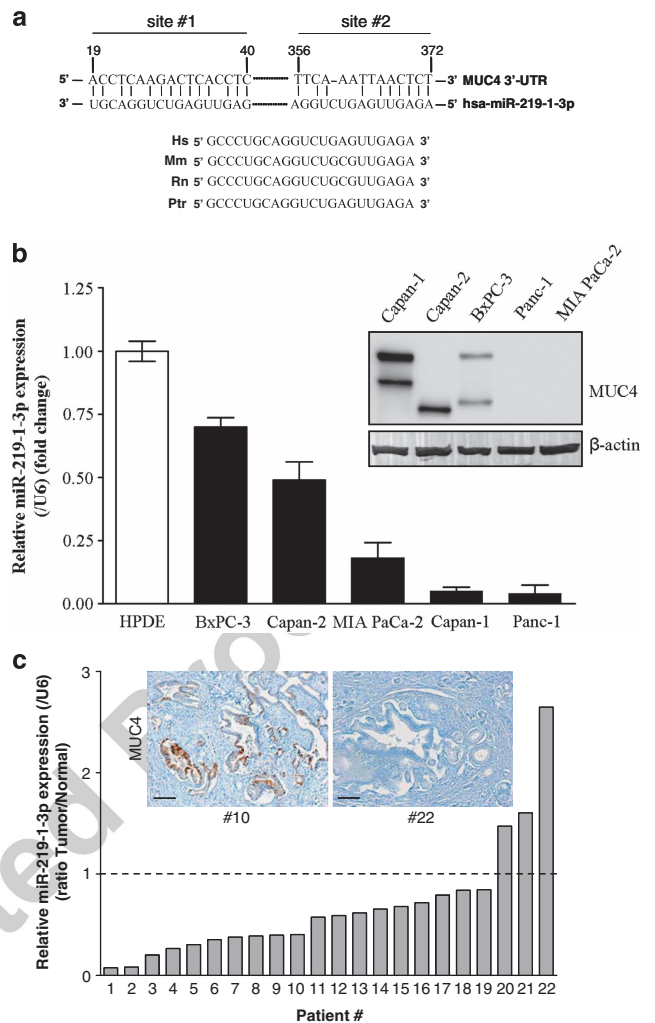 a
site #1 site #2
19 40 356 372
5’ – ACCTCAAGACTCACCTC TTCA–AATTAACTCT – 3’ MUC4 3’-UTR
3’ – UGCAGGUCUGAGUUGAG AGGUCUGAGUUGAGA – 5’ hsa-miR-219-1-3p
Hs 5’ GCCCUGCAGGUCUGAGUUGAGA 3’
Mm 5’ GCCCUGCAGGUCUGCGUUGAGA 3’
Rn 5’ GCCCUGCAGGUCUGCGUUGAGA 3’
Ptr 5’ GCCCUGCAGGUCUGAGUUGAGA 3’
b
Relative miR-219-1-3p expression
(/U6) (fold change)
1.25
1.00
0.75
0.50
0.25
0.00
HPDE BxPC-3 Capan-2 MIA PaCa-2 Capan-1 Panc-1
Capan-1 Capan-2 BxPC-3 Panc-1 MIA PaCa-2
MUC4
β-actin
c
Relative miR-219-1-3p expression (/U6)
(ratio Tumor/Normal)
3
2
1
0
MUC4
#10 #22
1 2 3 4 5 6 7 8 9 10 11 12 13 14 15 16 17 18 19 20 21 22
Patient #